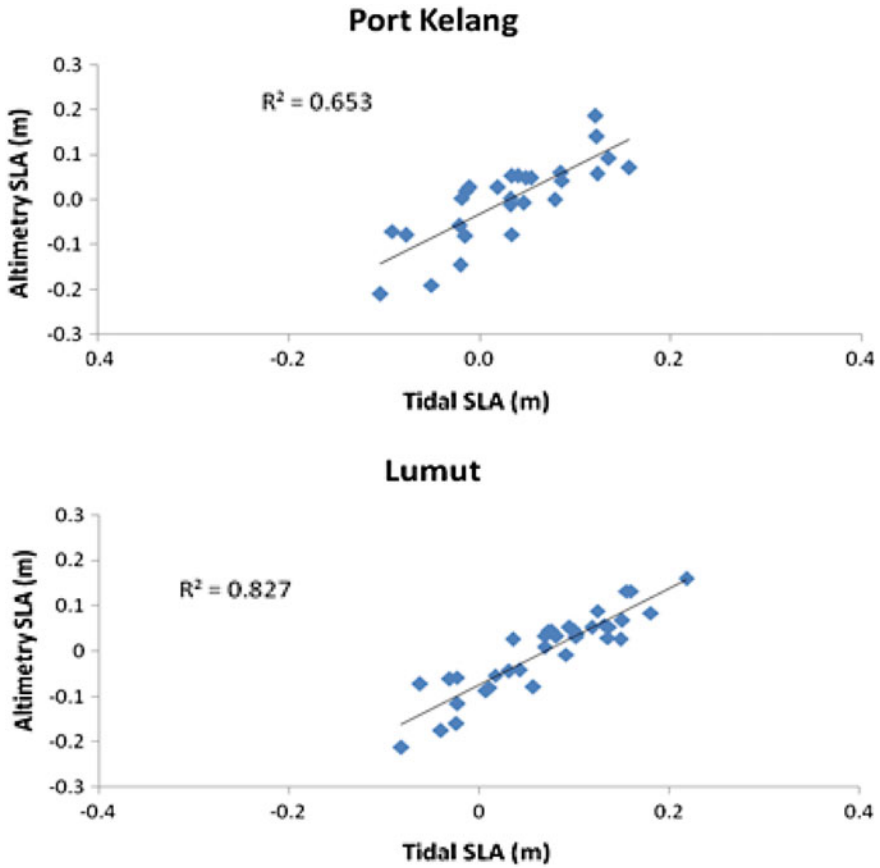 Port Kelang
0.3
0.2
R² = 0.653
0.1
0.0
-0.1
-0.2
-0.3
Altimetry SLA (m)
0.4 -0.2 0.0 0.2 0.4
Tidal SLA (m)
Lumut
0.3
0.2
R² = 0.827
0.1
0
-0.1
-0.2
-0.3
Altimetry SLA (m)
-0.4 -0.2 0 0.2 0.4
Tidal SLA (m)